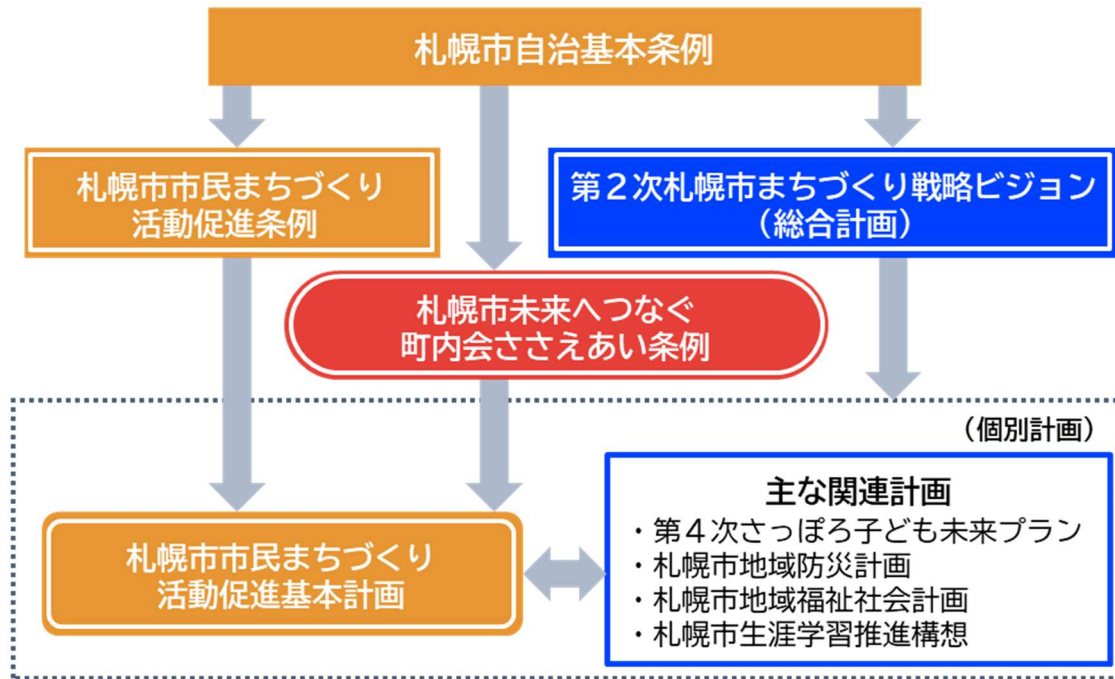 札幌市自治基本条例
札幌市市民まちづくり
活動促進条例
第２次札幌市まちづくり戦略ビジョン
（総合計画）
札幌市未来へつなぐ
町内会ささえあい条例
（個別計画）
札幌市市民まちづくり
活動促進基本計画
主な関連計画
・第４次さっぽろ子ども未来プラン
・札幌市地域防災計画
・札幌市地域福祉社会計画
・札幌市生涯学習推進構想